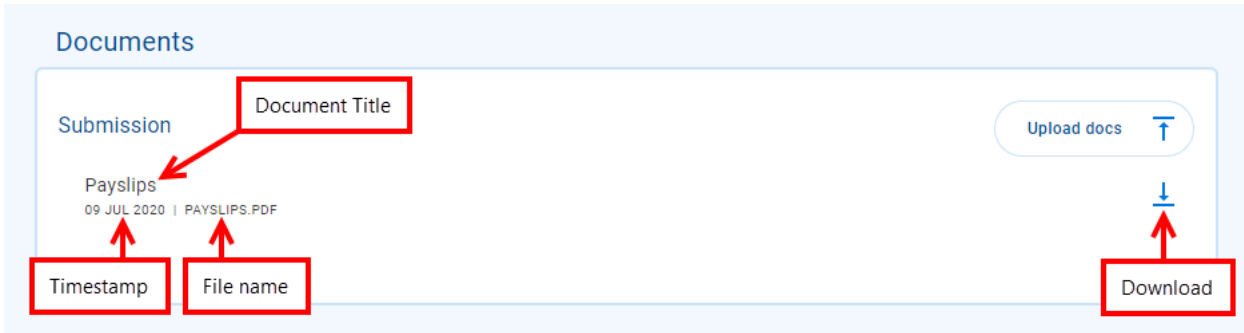 Documents
Document Title
Submission
Upload docs
Payslips
09 JUL 2020 | PAYSLIPS.PDF
Timestamp
File name
Download